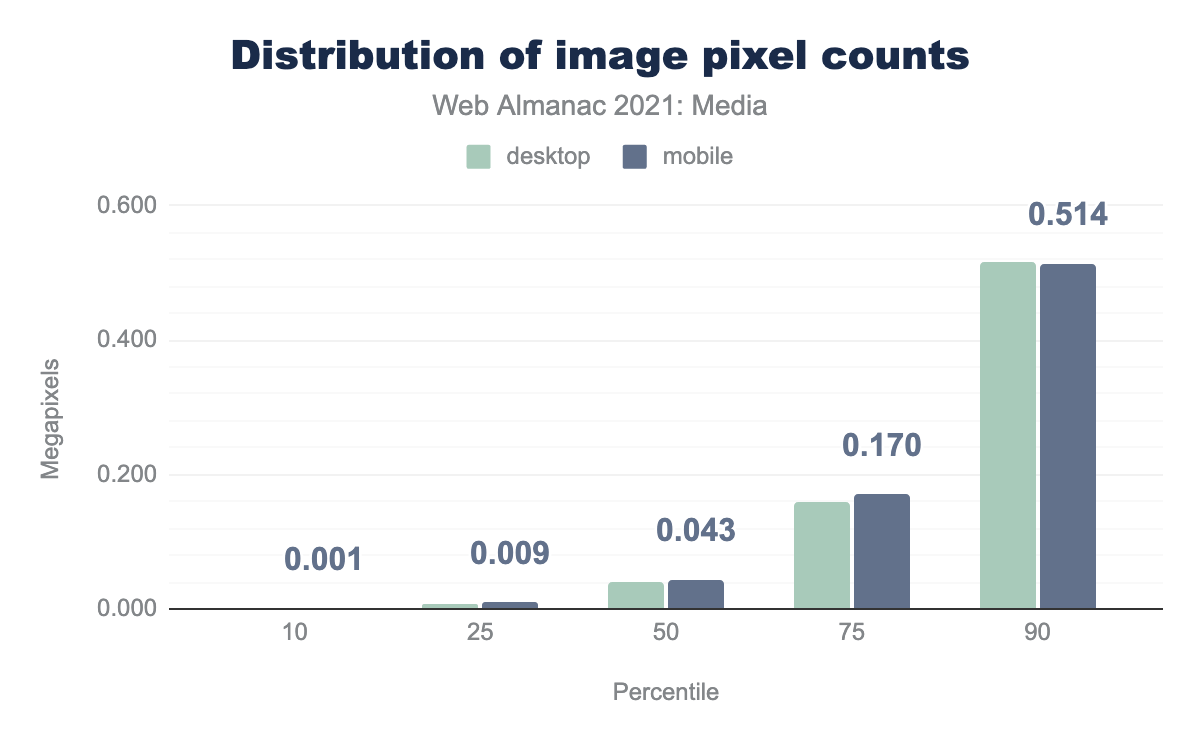 Distribution of image pixel counts
Web Almanac 2021: Media
desktop mobile
0.600
0.514
0.400
Megapixels
0.170
0.200
0.043
0.001
0.009
0.000
10 25 50 75 90
Percentile